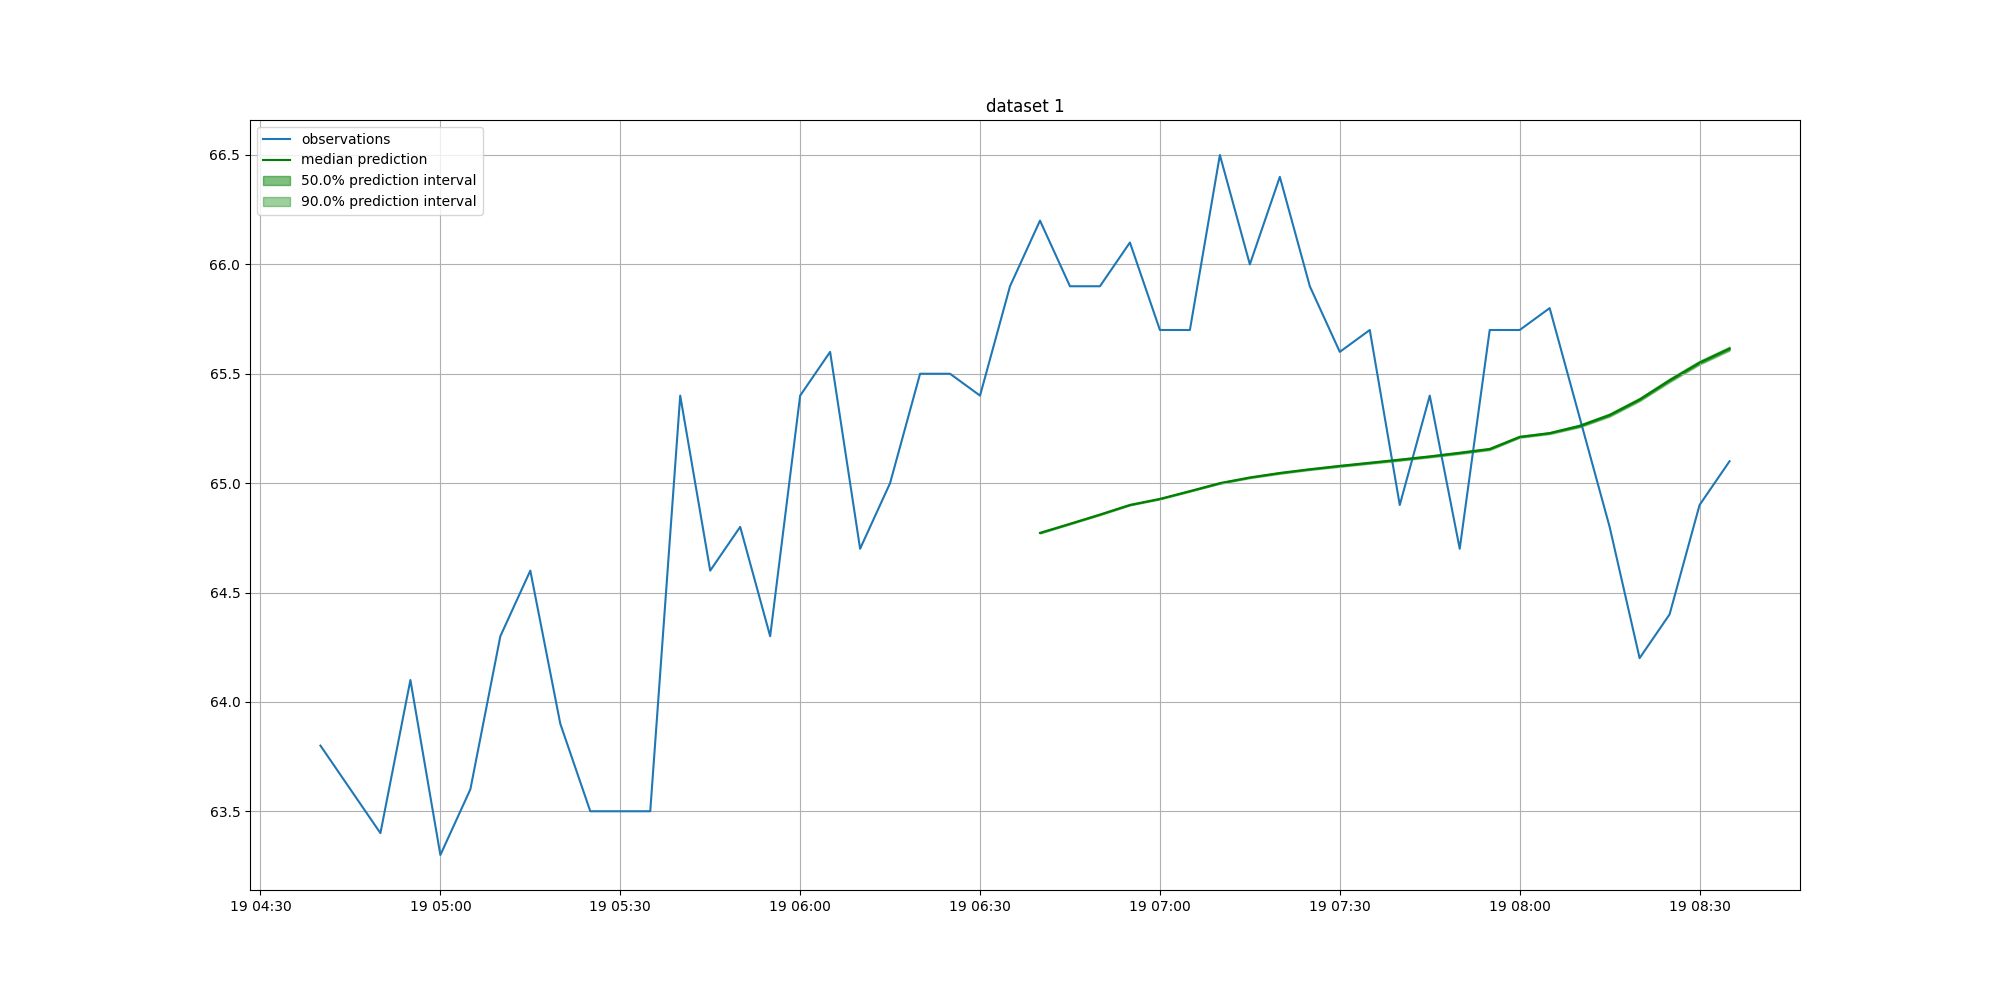 dataset 1
observations
median prediction
50.0% prediction interval
90.0% prediction interval
66.5
66.0
65.5
65.0
64.5
64.0
63.5
19 04:30 19 05:00 19 05:30 19 06:00 19 06:30 19 07:00 19 07:30 19 08:00 19 08:30